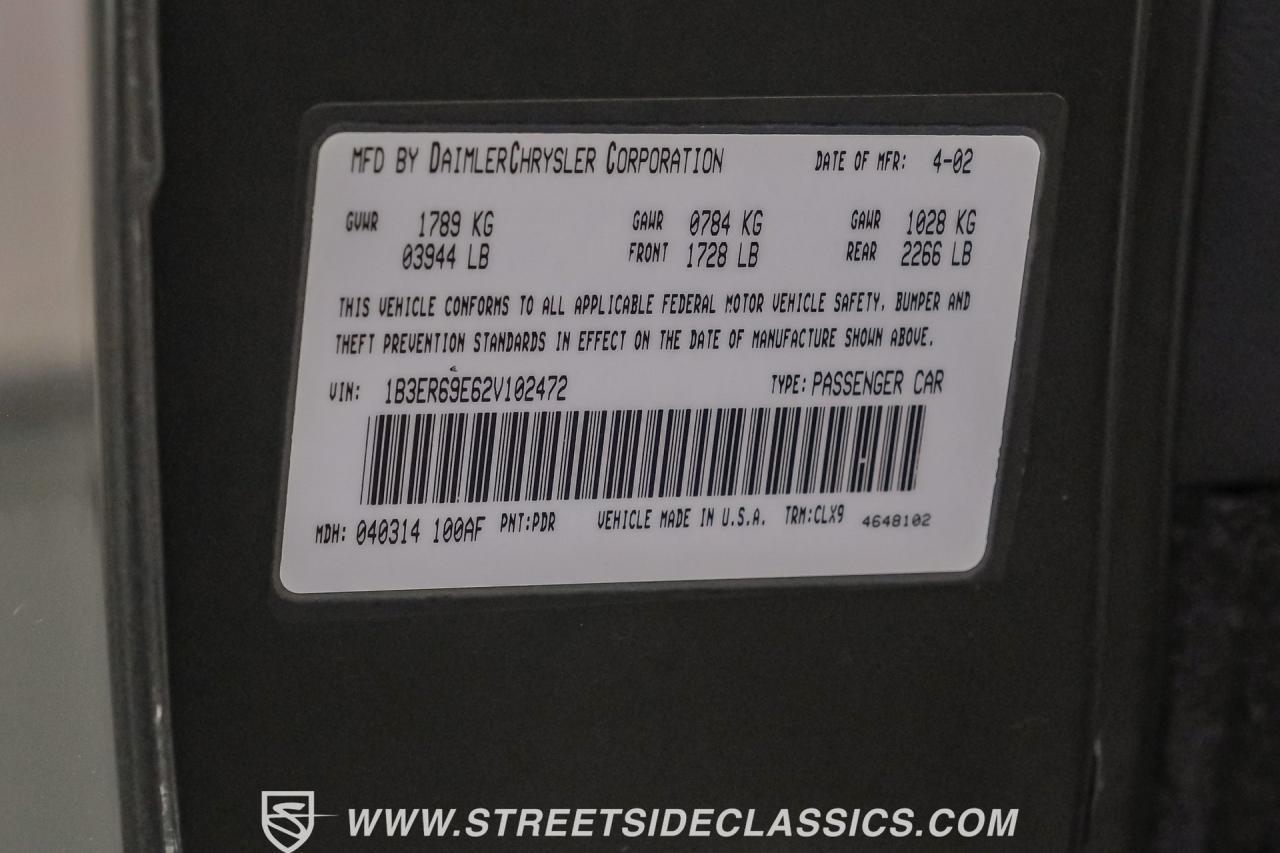 MFD BY DAIMLERCHRYSLER CORPORATION DATE OF MFR: 4-02
GVWR 1789 KG GAWR 0784 KG GAWR 1028 KG
03944 LB FRONT 1728 LB REAR 2266 LB
THIS VEHICLE CONFORMS TO ALL APPLICABLE FEDERAL MOTOR VEHICLE SAFETY, BUMPER AND
THEFT PREVENTION STANDARDS IN EFFECT ON THE DATE OF MANUFACTURE SHOWN ABOVE.
VIN: 1B3ER69E62V102472 TYPE: PASSENGER CAR
MDH: 040314 100AF PNT:PDR VEHICLE MADE IN U.S.A. TRM:CLX9 4648102
WWW.STREETSIDECLASSICS.COM